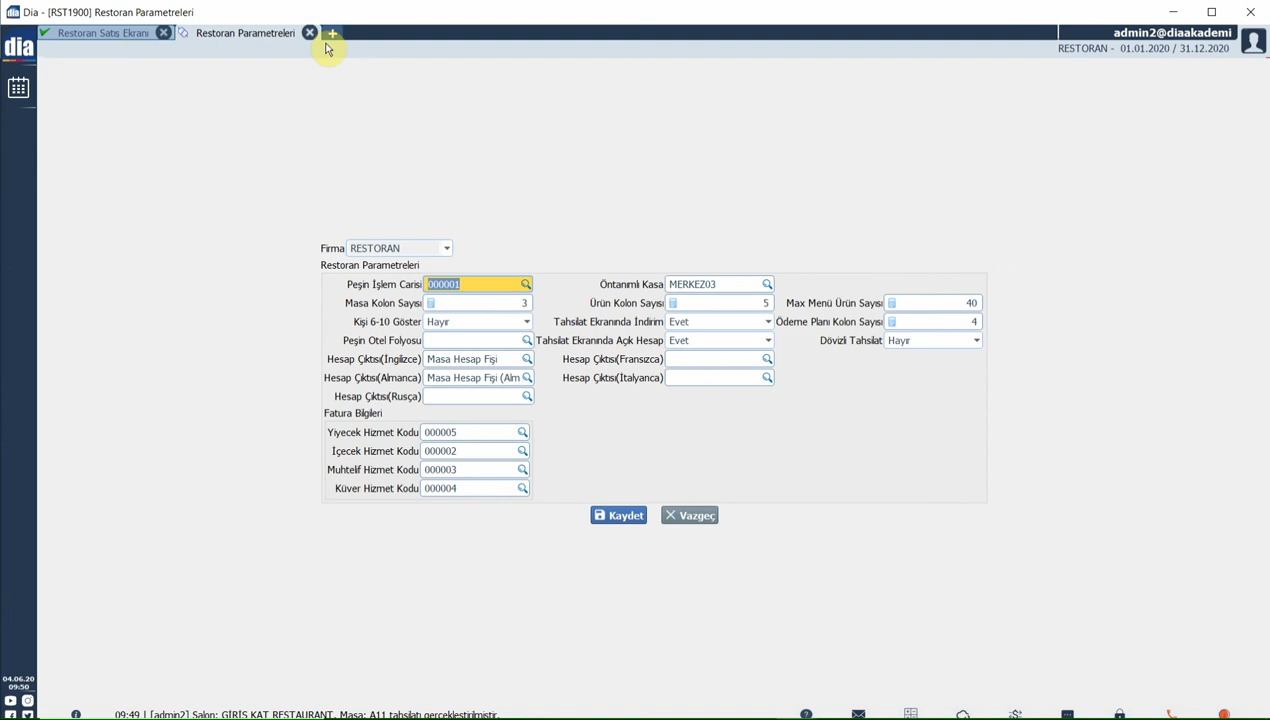 Dia - [RST1900] Restoran Parametreleri
dia
Restoran Satış Ekranı
Restoran Parametreleri
admin2@diaakademi
RESTORAN - 01.01.2020 / 31.12.2020
Firma RESTORAN
Restoran Parametreleri
Peşin İşlem Carisi 000001 Öntanımlı Kasa MERKEZ03
Masa Kolon Sayısı 3 Ürün Kolon Sayısı 5 Max Menü Ürün Sayısı 40
Kişi 6-10 Göster Hayır Tahsilat Ekranında İndirim Evet Ödeme Planı Kolon Sayısı 4
Peşin Otel Folyosu Tahsilat Ekranında Açık Hesap Evet Dövizli Tahsilat Hayır
Hesap Çıktısı(İngilizce) Masa Hesap Fişi Hesap Çıktısı(Fransızca)
Hesap Çıktısı(Almanca) Masa Hesap Fişi (Alm Hesap Çıktısı(İtalyanca)
Hesap Çıktısı(Rusça)
Fatura Bilgileri
Yiyecek Hizmet Kodu 000005
İçecek Hizmet Kodu 000002
Muhtelif Hizmet Kodu 000003
Küver Hizmet Kodu 000004
Kaydet Vazgeç
04.06.20
09:50
09:49 | [admin2] Salon: GİRİŞ KAT RESTAURANT, Masa: A11 tahsilatı gerçekleştirilmiştir.